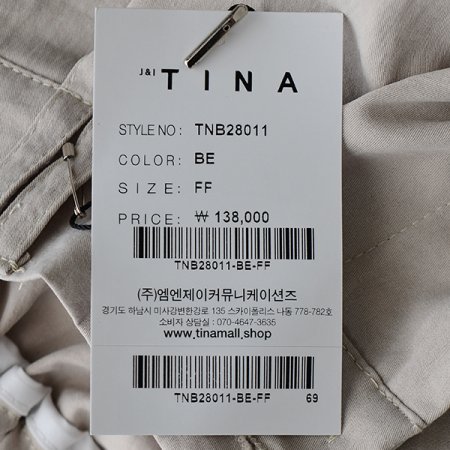 J&I TINA
STYLE NO: TNB28011
COLOR: BE
SIZE: FF
PRICE: ₩ 138,000
TNB28011-BE-FF
(주)엠엔제이커뮤니케이션즈
경기도 하남시 미사강변한강로 135 스카이폴리스 나동 778-782호
소비자 상담실 : 070-4647-3635
www.tinamall.shop
TNB28011-BE-FF 69